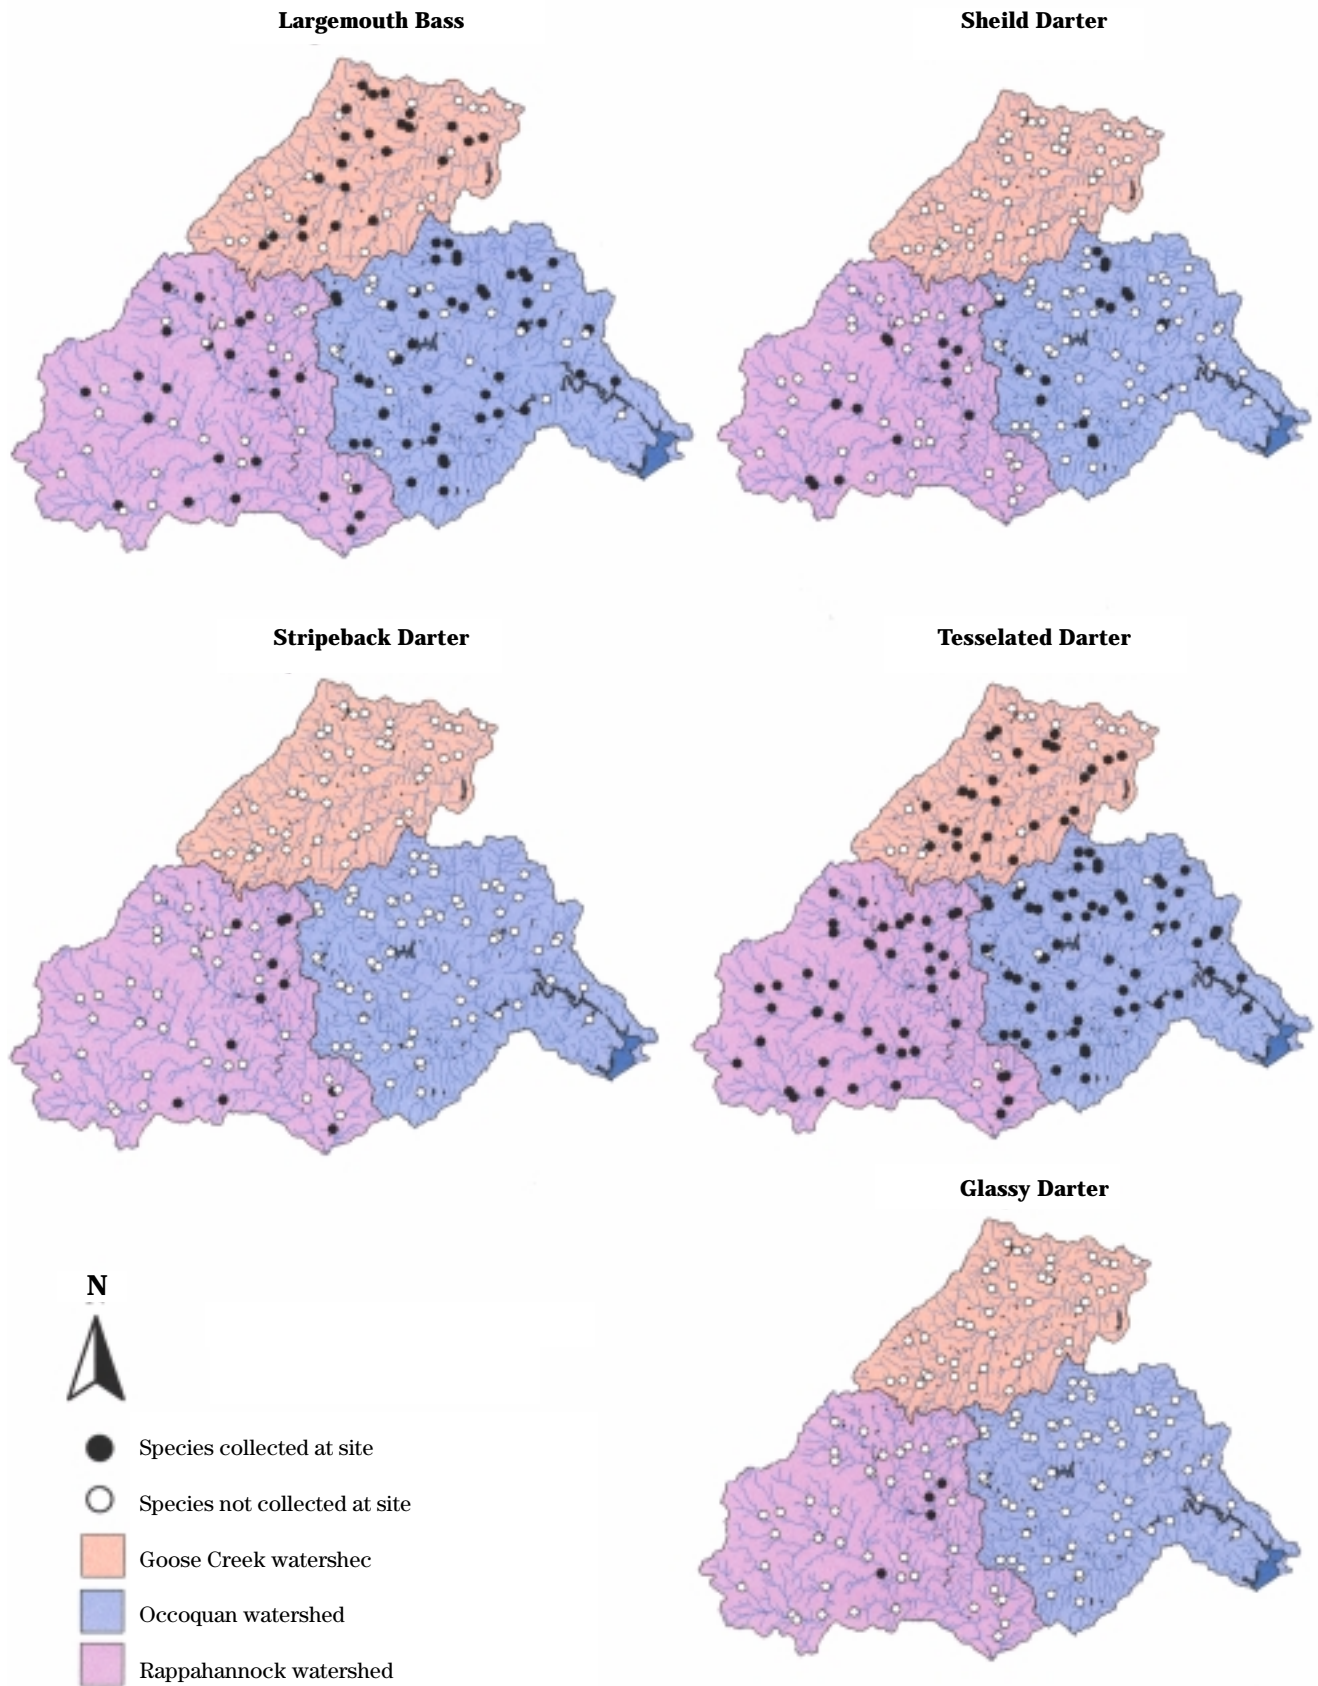 Largemouth Bass
Sheild Darter
Stripeback Darter
Tesselated Darter
Glassy Darter
N
Species collected at site
Species not collected at site
Goose Creek watershec
Occoquan watershed
Rappahannock watershed